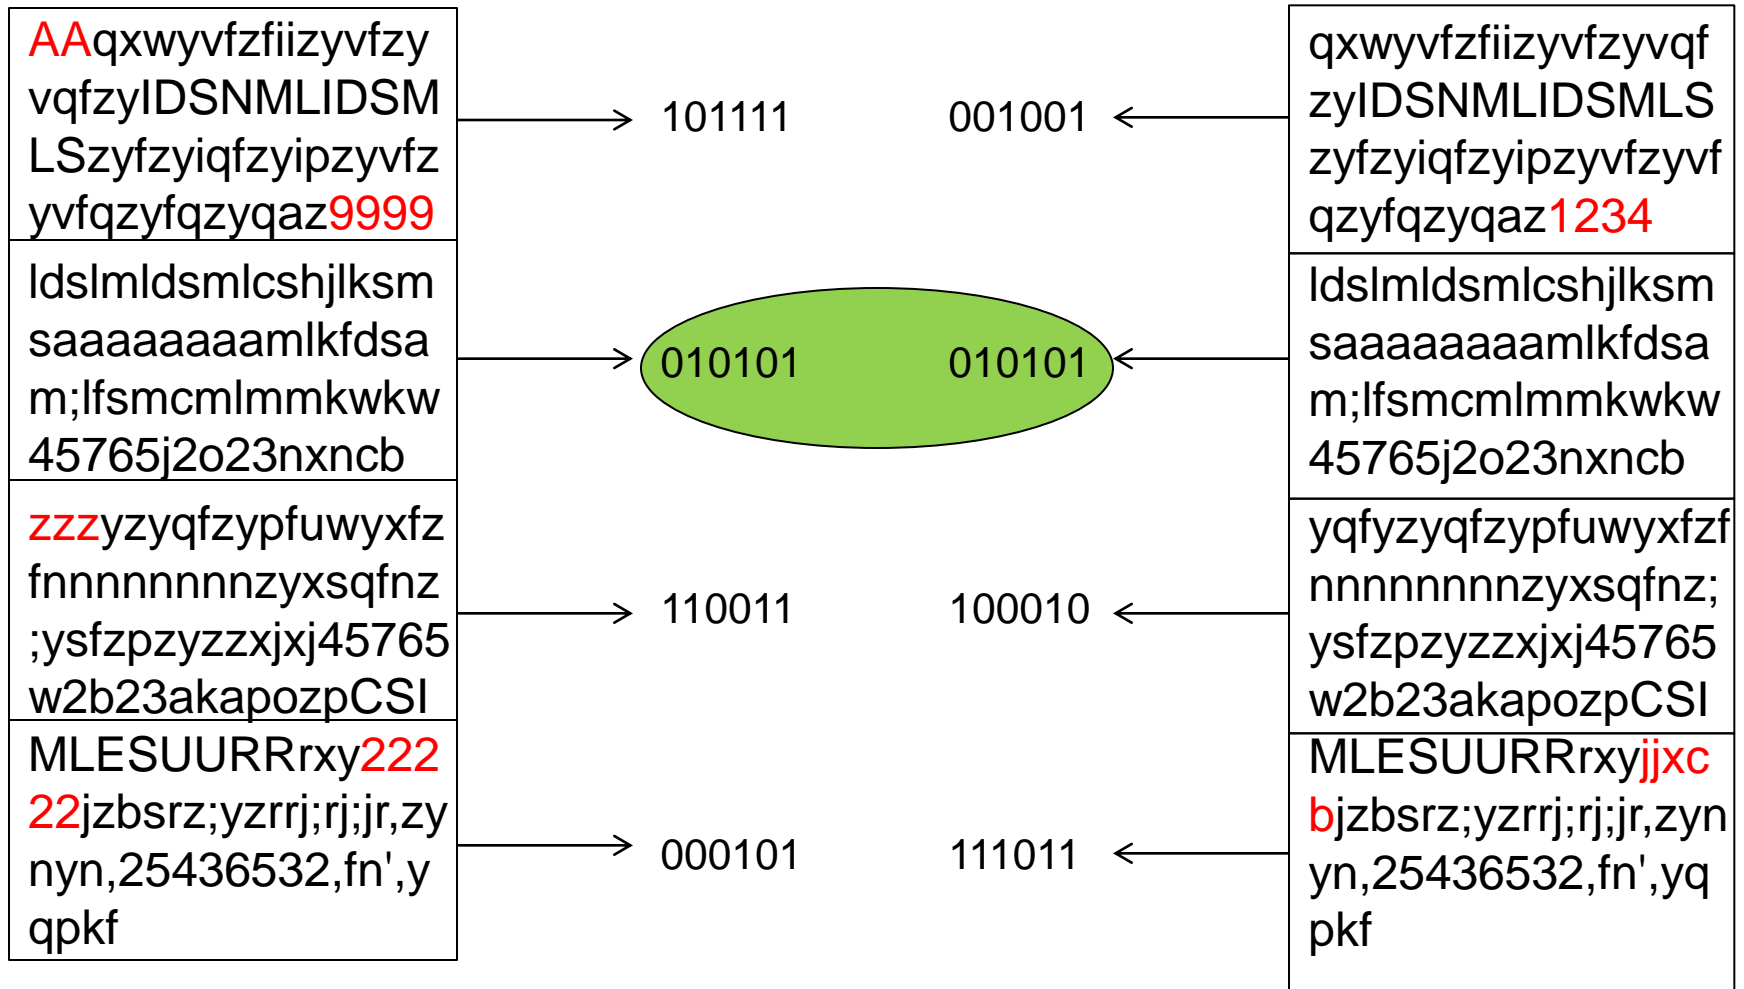 AAqxwyvfzfiizyvfzy
vqfzyIDSNMLIDSM
LSzyfzyiqfzyipzyvfz
yvfqzyfqzyqaz9999
ldslmldsmlcshjlksm
saaaaaaaamlkfdsa
m;lfsmcmlmmkwkw
45765j2o23nxncb
zzzyzyqfzypfuwyxfz
fnnnnnnnnzyxsqfnz
;ysfzpzyzzxjxj45765
w2b23akapozpCSI
MLESUURRrxy222
22jzbsrz;yzrrj;rj;jr,zy
nyn,25436532,fn',y
qpkf
101111
010101
110011
000101
001001
010101
100010
111011
qxwyvfzfiizyvfzyvqf
zyIDSNMLIDSMLS
zyfzyiqfzyipzyvfzyvf
qzyfqzyqaz1234
ldslmldsmlcshjlksm
saaaaaaaamlkfdsa
m;lfsmcmlmmkwkw
45765j2o23nxncb
yqfyzyqfzypfuwyxfzf
nnnnnnnnzyxsqfnz;
ysfzpzyzzxjxj45765
w2b23akapozpCSI
MLESUURRrxyjjxc
bjzbsrz;yzrrj;rj;jr,zyn
yn,25436532,fn',yq
pkf